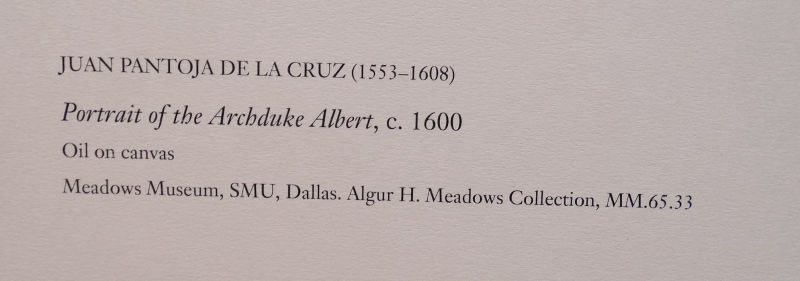 JUAN PANTOJA DE LA CRUZ (1553–1608)
Portrait of the Archduke Albert, c. 1600
Oil on canvas
Meadows Museum, SMU, Dallas. Algur H. Meadows Collection, MM.65.33